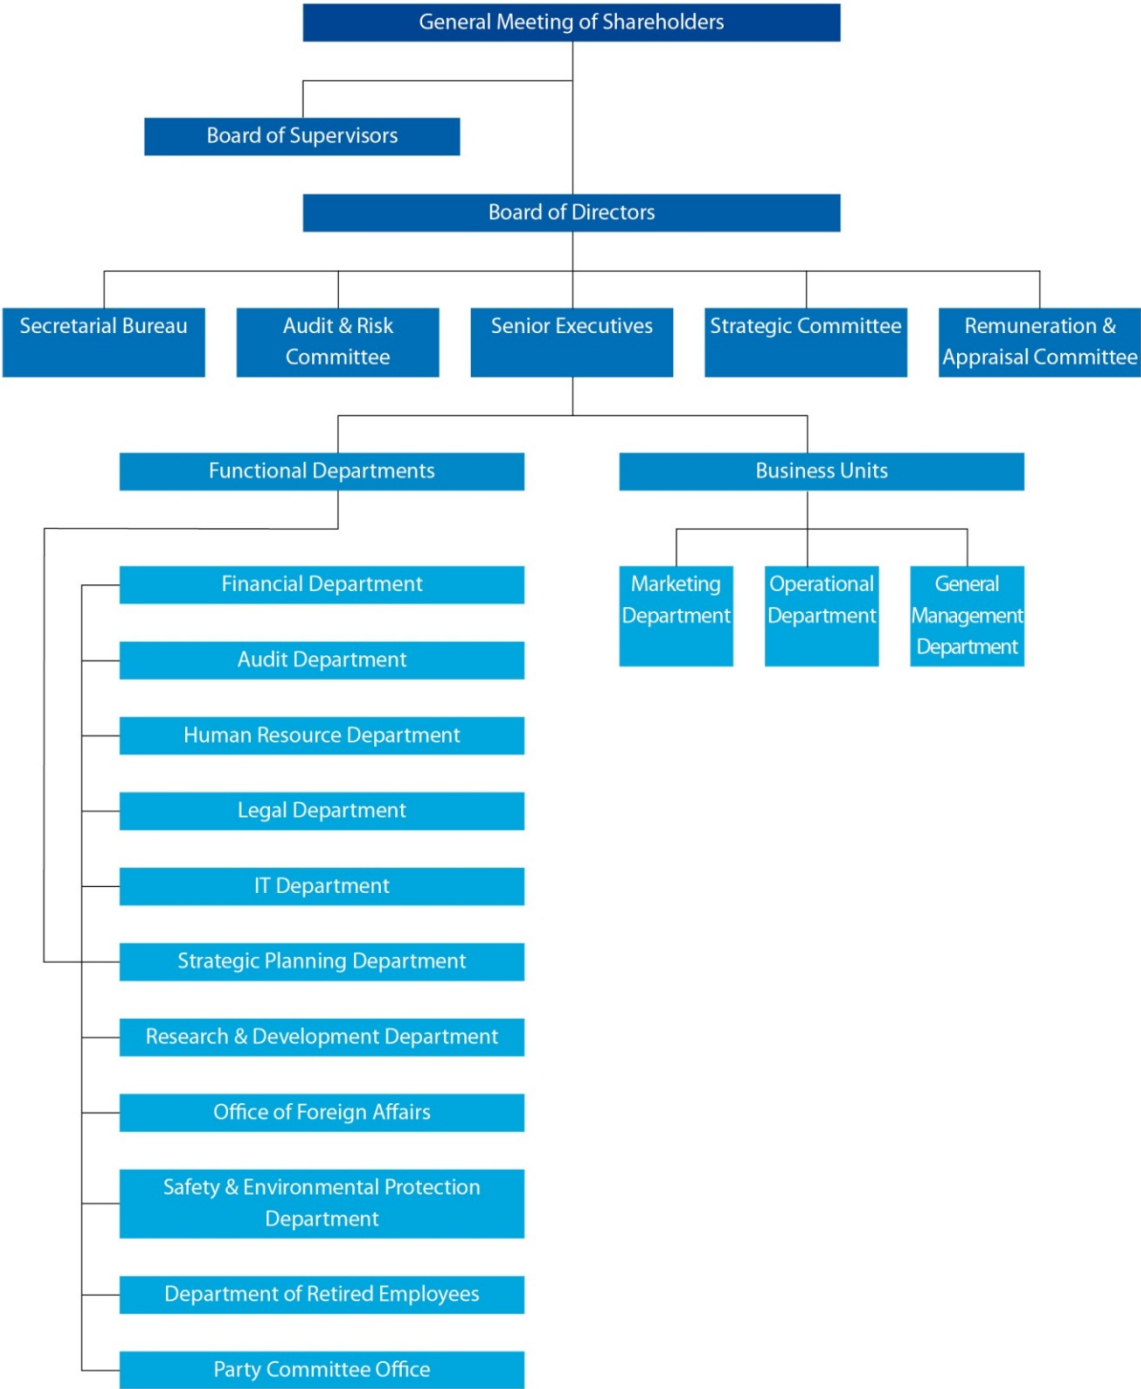 General Meeting of Shareholders
Board of Supervisors
Board of Directors
Secretarial Bureau
Audit & Risk
Committee
Senior Executives
Strategic Committee
Remuneration &
Appraisal Committee
Functional Departments
Business Units
Financial Department
Audit Department
Human Resource Department
Legal Department
IT Department
Strategic Planning Department
Research & Development Department
Office of Foreign Affairs
Safety & Environmental Protection
Department
Department of Retired Employees
Party Committee Office
Marketing
Department
Operational
Department
General
Management
Department